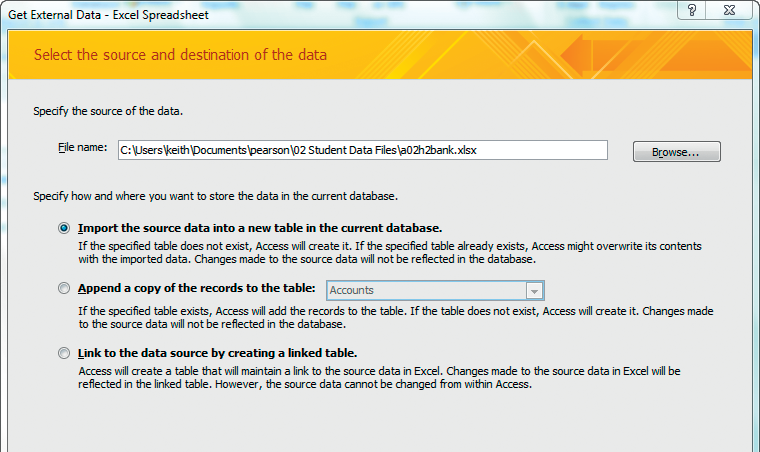 Get External Data - Excel Spreadsheet
Select the source and destination of the data
Specify the source of the data.
File name: C:\Users\keith\Documents\pearson\02 Student Data Files\a02h2bank.xlsx Browse...
Specify how and where you want to store the data in the current database.
Import the source data into a new table in the current database.
If the specified table does not exist, Access will create it. If the specified table already exists, Access might overwrite its contents
with the imported data. Changes made to the source data will not be reflected in the database.
Append a copy of the records to the table: Accounts
If the specified table exists, Access will add the records to the table. If the table does not exist, Access will create it. Changes made
to the source data will not be reflected in the database.
Link to the data source by creating a linked table.
Access will create a table that will maintain a link to the source data in Excel. Changes made to the source data in Excel will be
reflected in the linked table. However, the source data cannot be changed from within Access.